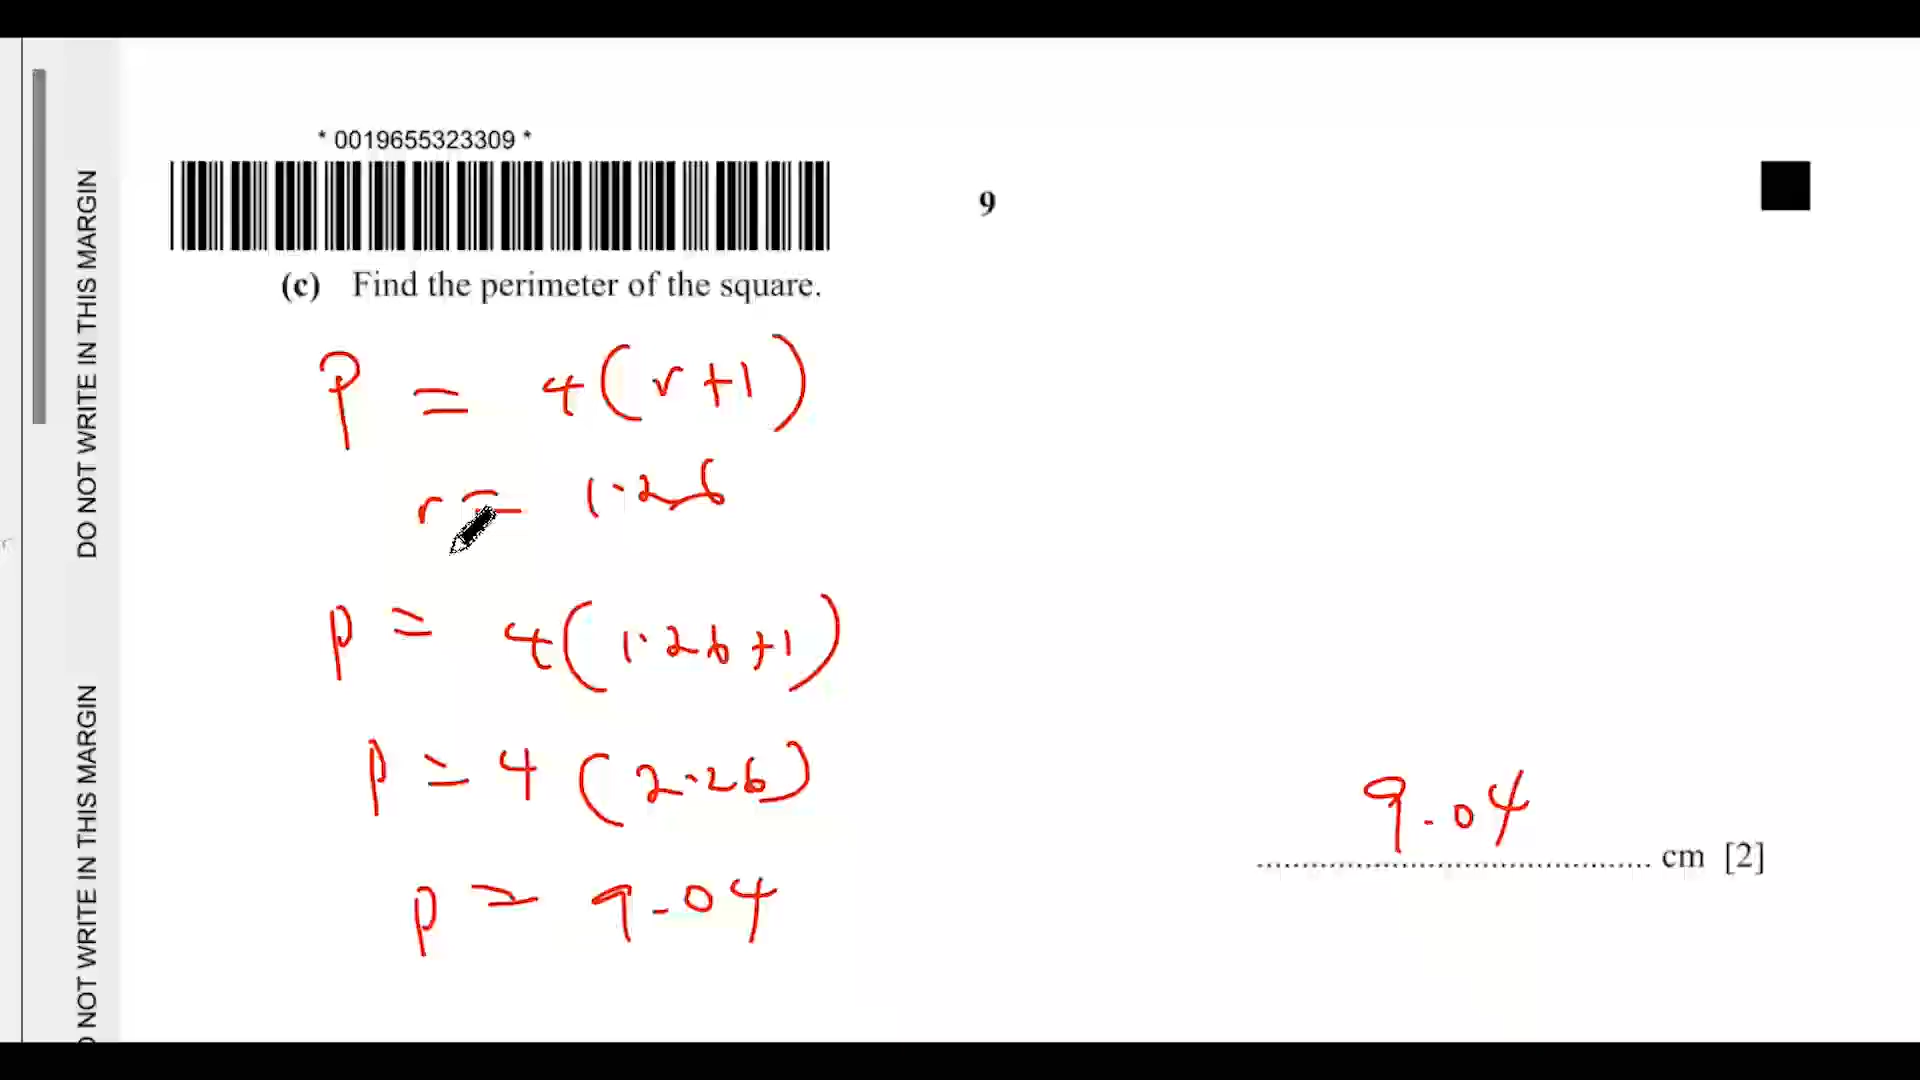 * 0019655323309 *
9
(c) Find the perimeter of the square.
P = 4(r+1)
r = 1.26
p = 4(1.26+1)
p = 4(2.26)
p = 9.04
9.04
cm [2]
DO NOT WRITE IN THIS MARGIN
O NOT WRITE IN THIS MARGIN